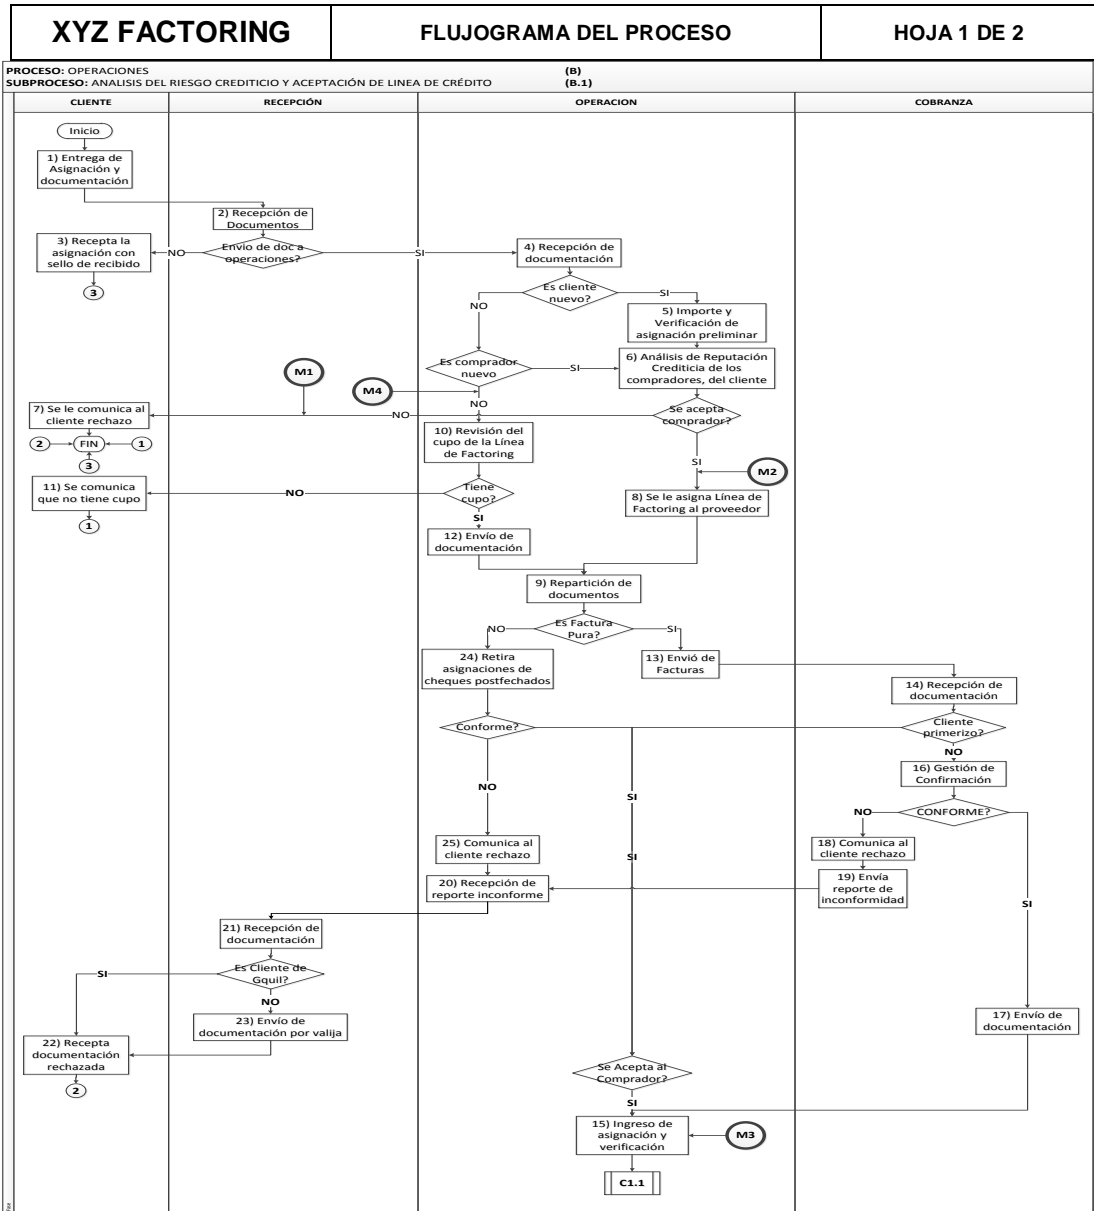 XYZ FACTORING
FLUJOGRAMA DEL PROCESO
HOJA 1 DE 2
PROCESO: OPERACIONES (B)
SUBPROCESO: ANALISIS DEL RIESGO CREDITICIO Y ACEPTACIÓN DE LINEA DE CRÉDITO (B.1)
CLIENTE
RECEPCIÓN
OPERACION
COBRANZA
Inicio
1) Entrega de
Asignación y
documentación
2) Recepción de
Documentos
3) Recepta la
asignación con
sello de recibido
NO
Envio de doc a
operaciones?
SI
4) Recepción de
documentación
3
Es cliente
nuevo?
SI
NO
5) Importe y
Verificación de
asignación preliminar
Es comprador
nuevo
SI
6) Análisis de Reputación
Crediticia de los
compradores, del cliente
M1
M4
NO
7) Se le comunica al
cliente rechazo
NO
Se acepta
comprador?
2
FIN
1
3
10) Revisión del
cupo de la Línea
de Factoring
SI
M2
11) Se comunica
que no tiene cupo
NO
Tiene
cupo?
8) Se le asigna Línea de
Factoring al proveedor
1
SI
12) Envío de
documentación
9) Repartición de
documentos
NO
Es Factura
Pura?
SI
24) Retira
asignaciones de
cheques postfechados
13) Envió de
Facturas
14) Recepción de
documentación
Conforme?
Cliente
primerizo?
NO
16) Gestión de
Confirmación
NO
SI
NO
CONFORME?
25) Comunica al
cliente rechazo
SI
18) Comunica al
cliente rechazo
20) Recepción de
reporte inconforme
19) Envía
reporte de
inconformidad
SI
21) Recepción de
documentación
SI
Es Cliente de
Gquil?
NO
23) Envío de
documentación por valija
17) Envío de
documentación
22) Recepta
documentación
rechazada
2
Se Acepta al
Comprador?
SI
15) Ingreso de
asignación y
verificación
M3
C1.1